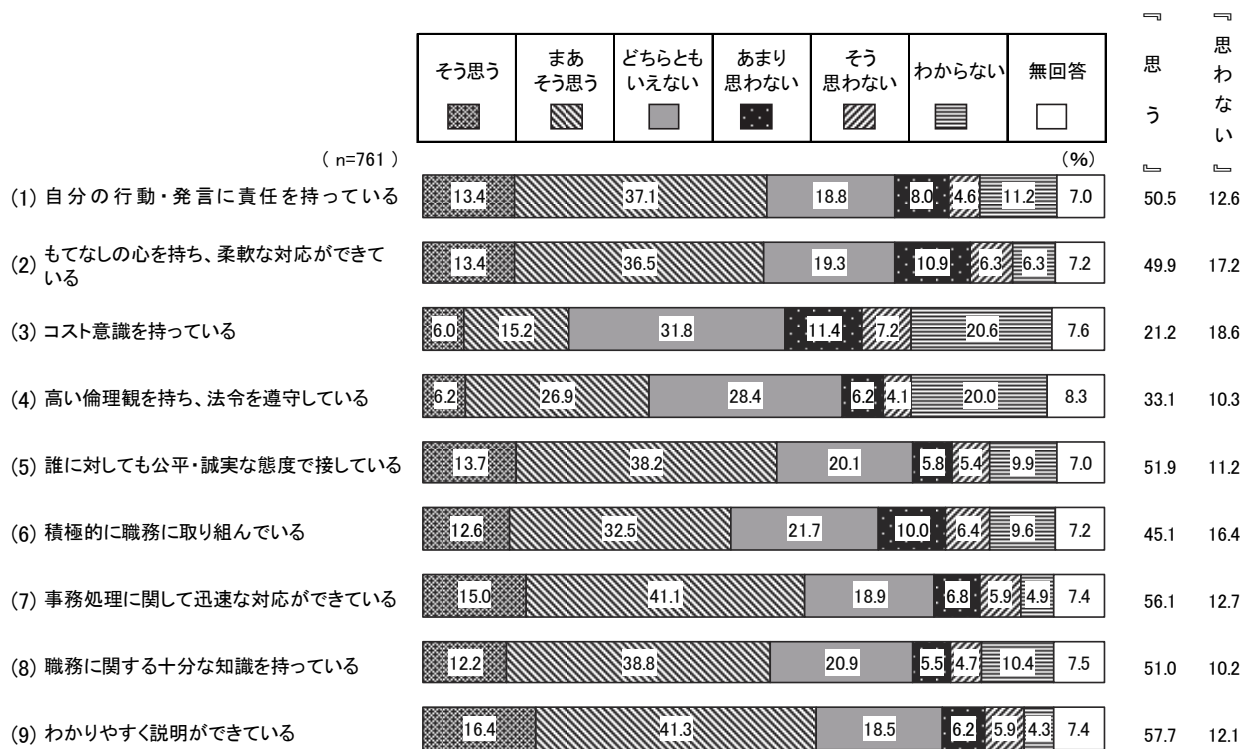 『思う』 『思わない』
そう思う まあそう思う どちらともいえない あまり思わない そう思わない わからない 無回答
( n=761 ) (%)
(1) 自分の行動・発言に責任を持っている 13.4 37.1 18.8 8.0 4.6 11.2 7.0 50.5 12.6
(2) もてなしの心を持ち、柔軟な対応ができて
いる 13.4 36.5 19.3 10.9 6.3 6.3 7.2 49.9 17.2
(3) コスト意識を持っている 6.0 15.2 31.8 11.4 7.2 20.6 7.6 21.2 18.6
(4) 高い倫理観を持ち、法令を遵守している 6.2 26.9 28.4 6.2 4.1 20.0 8.3 33.1 10.3
(5) 誰に対しても公平・誠実な態度で接している 13.7 38.2 20.1 5.8 5.4 9.9 7.0 51.9 11.2
(6) 積極的に職務に取り組んでいる 12.6 32.5 21.7 10.0 6.4 9.6 7.2 45.1 16.4
(7) 事務処理に関して迅速な対応ができている 15.0 41.1 18.9 6.8 5.9 4.9 7.4 56.1 12.7
(8) 職務に関する十分な知識を持っている 12.2 38.8 20.9 5.5 4.7 10.4 7.5 51.0 10.2
(9) わかりやすく説明ができている 16.4 41.3 18.5 6.2 5.9 4.3 7.4 57.7 12.1